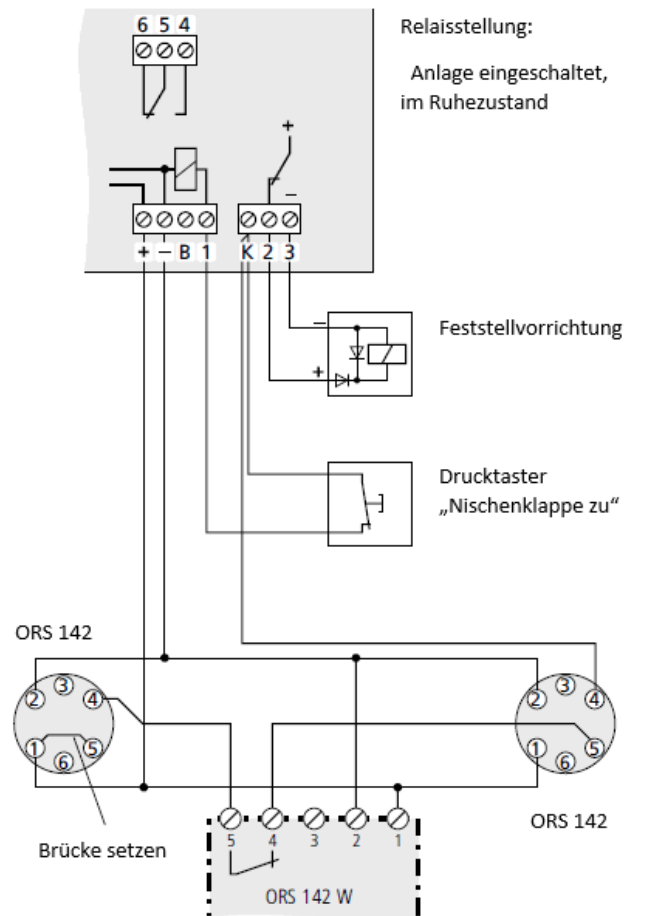 6 5 4
Relaisstellung:
Anlage eingeschaltet,
im Ruhezustand
+
−
+ − B 1 K 2 3
−
Feststellvorrichtung
+
Drucktaster
„Nischenklappe zu“
ORS 142
2 3 4
1 6 5
2 3 4
1 6 5
ORS 142
Brücke setzen
5 4 3 2 1
ORS 142 W